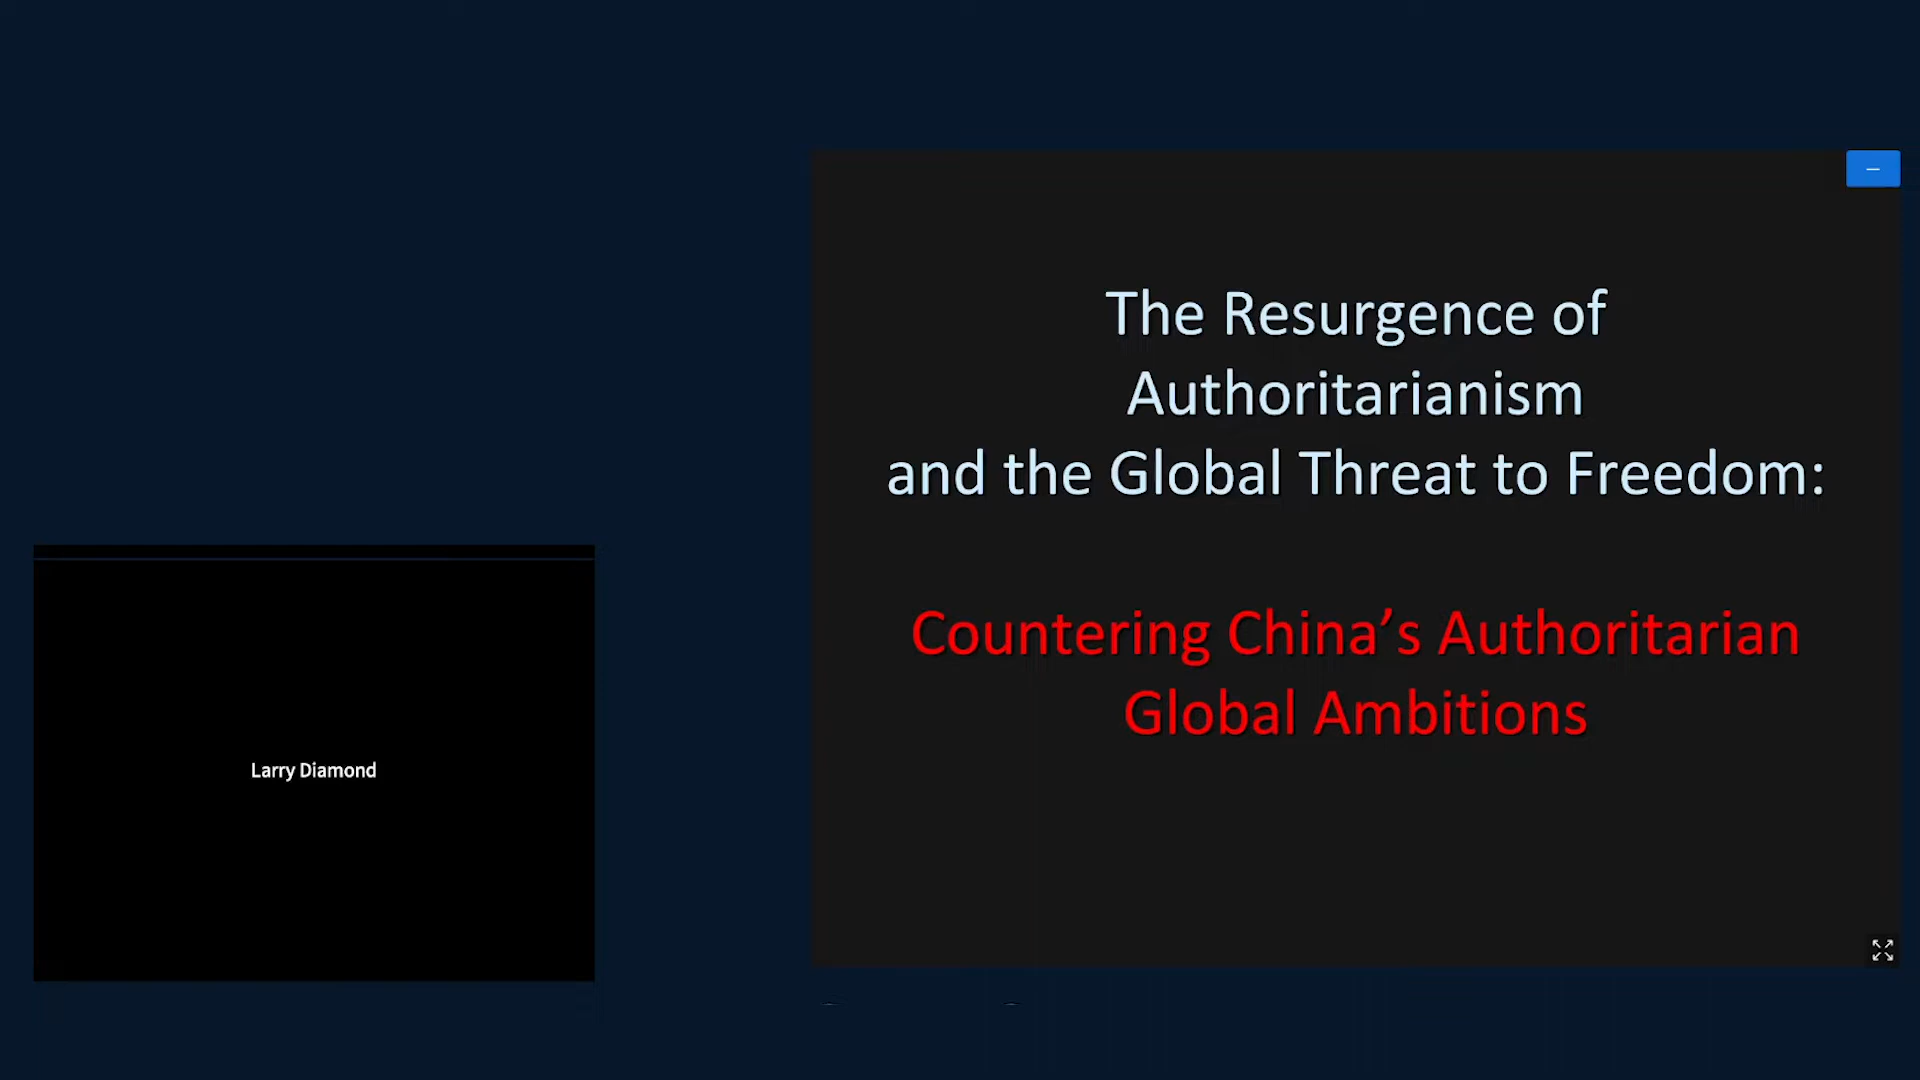 The Resurgence of
Authoritarianism
and the Global Threat to Freedom:
Countering China’s Authoritarian
Global Ambitions
Larry Diamond